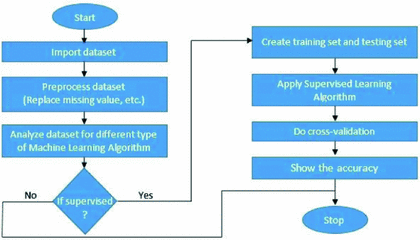 Start
Import dataset
Preprocess dataset
(Replace missing value, etc.)
Analyze dataset for different type
of Machine Learning Algorithm
No
If supervised
?
Yes
Create training set and testing set
Apply Supervised Learning
Algorithm
Do cross-validation
Show the accuracy
Stop